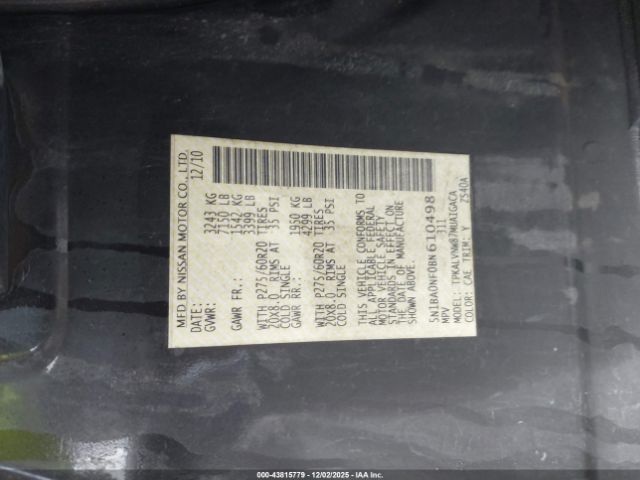 MFD BY NISSAN MOTOR CO., LTD.
DATE: 12/10
GVWR: 3243 KG
7150 LB
GAWR FR.: 1542 KG
3399 LB
WITH P275/60R20 TIRES
20X8.0 RIMS AT 35 PSI
COLD SINGLE
GAWR RR.: 1950 KG
4299 LB
WITH P275/60R20 TIRES
20X8.0 RIMS AT 35 PSI
COLD SINGLE
THIS VEHICLE CONFORMS TO
ALL APPLICABLE FEDERAL
MOTOR VEHICLE SAFETY
STANDARDS IN EFFECT ON
THE DATE OF MANUFACTURE
SHOWN ABOVE.
5N1BA0NF0BN610498
MPV 311
MODEL: TPKALVNW87MUAIGACA
COLOR: CAE TRIM: Y Z540A
000-43815779 - 12/02/2025 - IAA Inc.